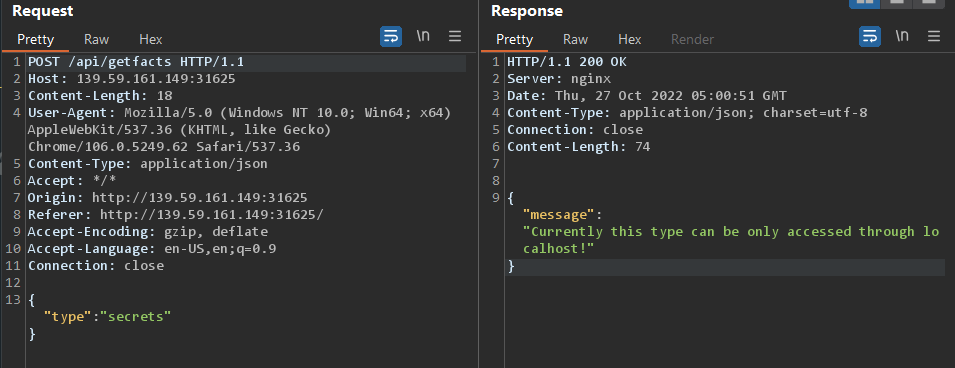 Request
Pretty Raw Hex \n
1 POST /api/getfacts HTTP/1.1
2 Host: 139.59.161.149:31625
3 Content-Length: 18
4 User-Agent: Mozilla/5.0 (Windows NT 10.0; Win64; x64)
AppleWebKit/537.36 (KHTML, like Gecko)
Chrome/106.0.5249.62 Safari/537.36
5 Content-Type: application/json
6 Accept: */*
7 Origin: http://139.59.161.149:31625
8 Referer: http://139.59.161.149:31625/
9 Accept-Encoding: gzip, deflate
10 Accept-Language: en-US,en;q=0.9
11 Connection: close
12
13 {
"type":"secrets"
}
Response
Pretty Raw Hex Render \n
1 HTTP/1.1 200 OK
2 Server: nginx
3 Date: Thu, 27 Oct 2022 05:00:51 GMT
4 Content-Type: application/json; charset=utf-8
5 Connection: close
6 Content-Length: 74
7
8
9 {
"message":
"Currently this type can be only accessed through lo
calhost!"
}